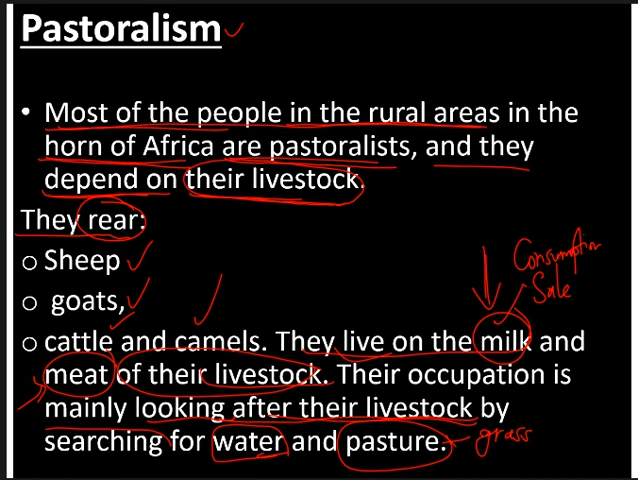 Pastoralism
• Most of the people in the rural areas in the
horn of Africa are pastoralists, and they
depend on their livestock.
They rear:
o Sheep
o goats,
Consumption
Sale
o cattle and camels. They live on the milk and
meat of their livestock. Their occupation is
mainly looking after their livestock by
searching for water and pasture.
grass